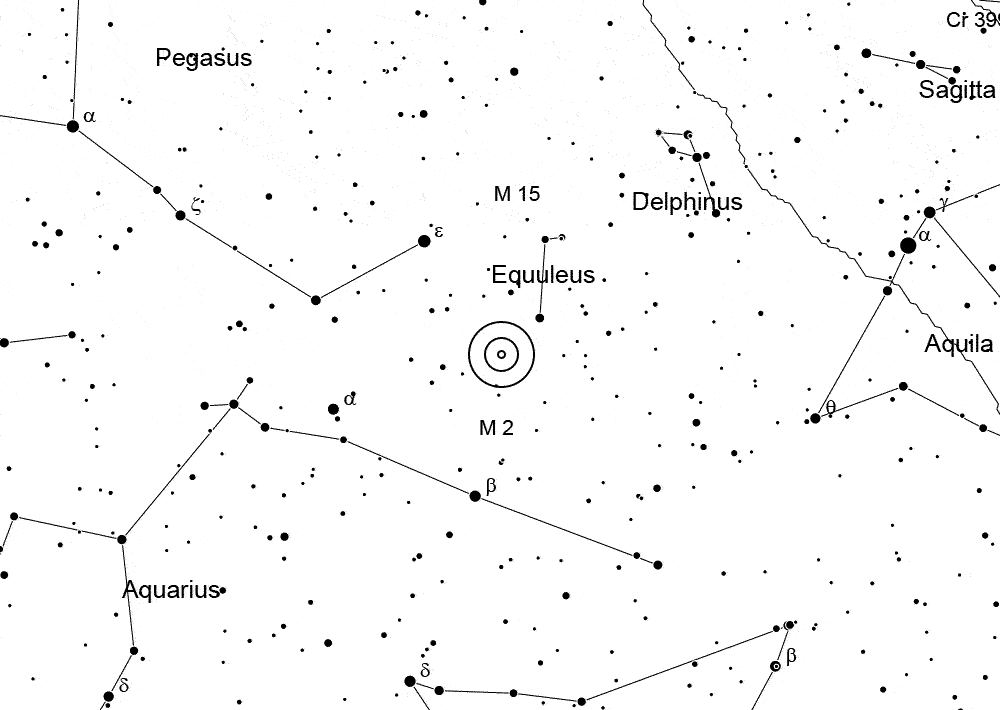 Cr 399
Pegasus
Sagitta
α
ζ
M 15
Delphinus
γ
ε
α
Equuleus
Aquila
α
θ
M 2
β
Aquarius
δ
δ
β